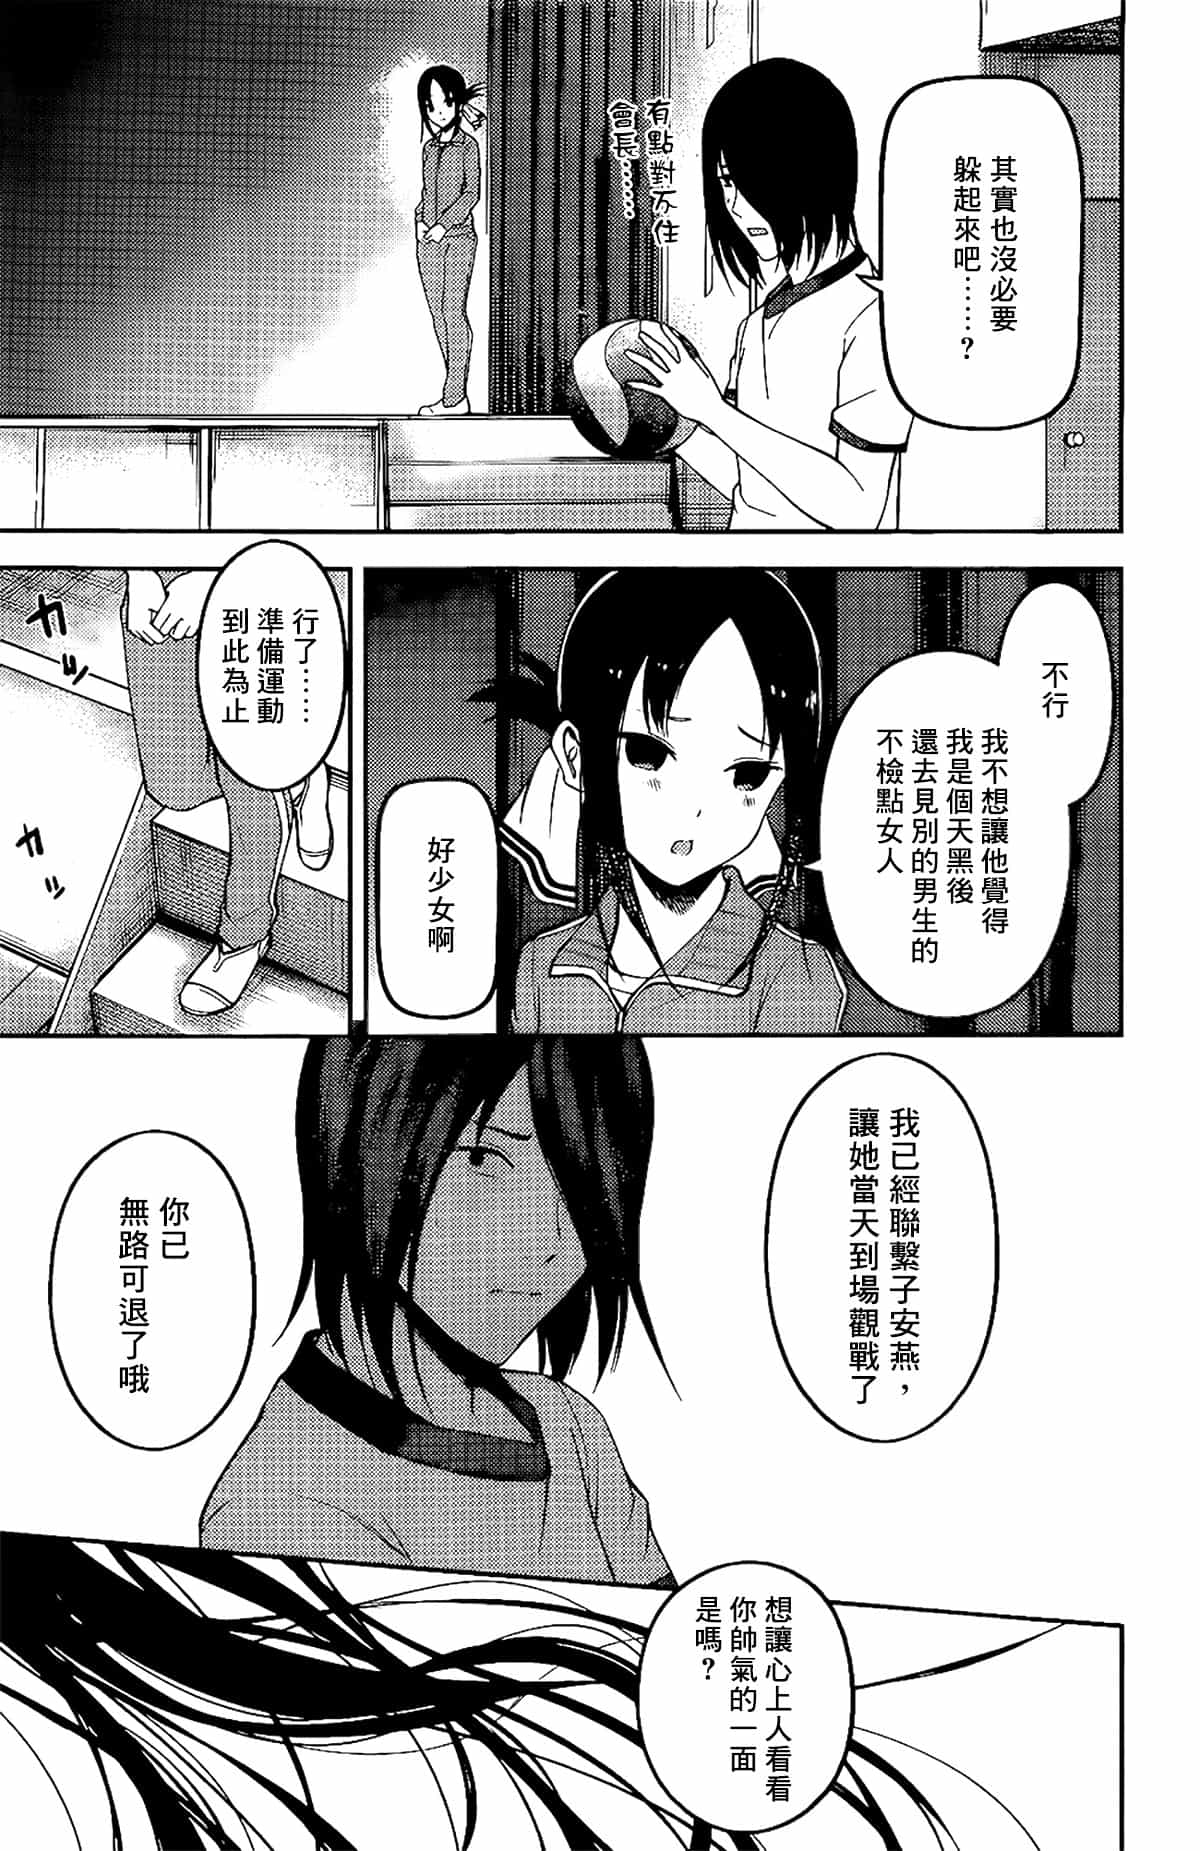 其實也沒必要
躲起來吧……？
有點對不住
會長……
不行
我不想讓他覺得
我是個天黑後
還去見別的男生的
不檢點女人
好少女啊
行了……
準備運動
到此為止
カッ
カッ
我已經聯繫子安燕，
讓她當天到場觀戰了
你已
無路可退了哦
想讓心上人看看
你帥氣的一面
是嗎？